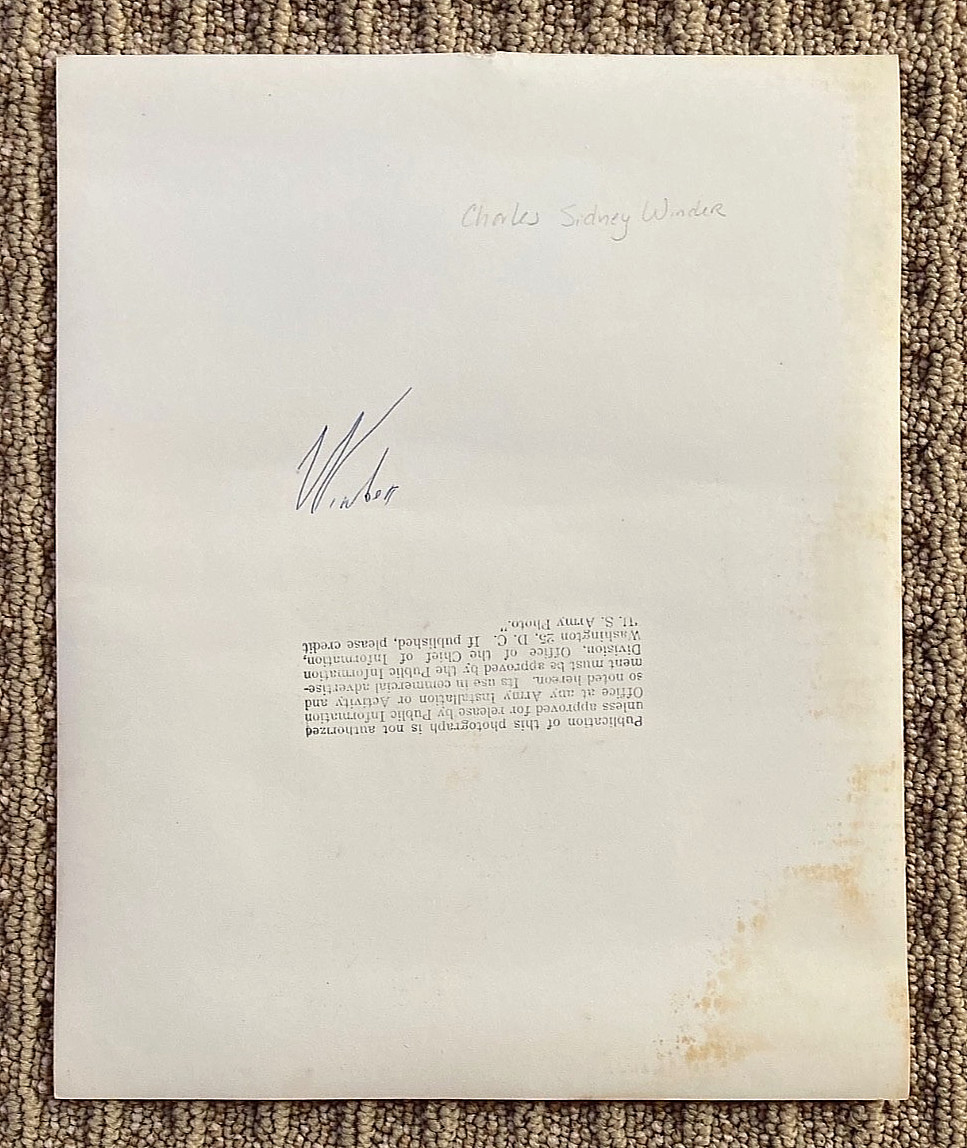 Charles Sidney Winder
Winder
Publication of this photograph is not authorized
unless approved for release by Public Information
Office at any Army Installation or Activity and
so noted hereon. Its use in commercial advertise-
ment must be approved by the Public Information
Division, Office of the Chief of Information,
Washington 25, D. C. If published, please credit
"U. S. Army Photo."